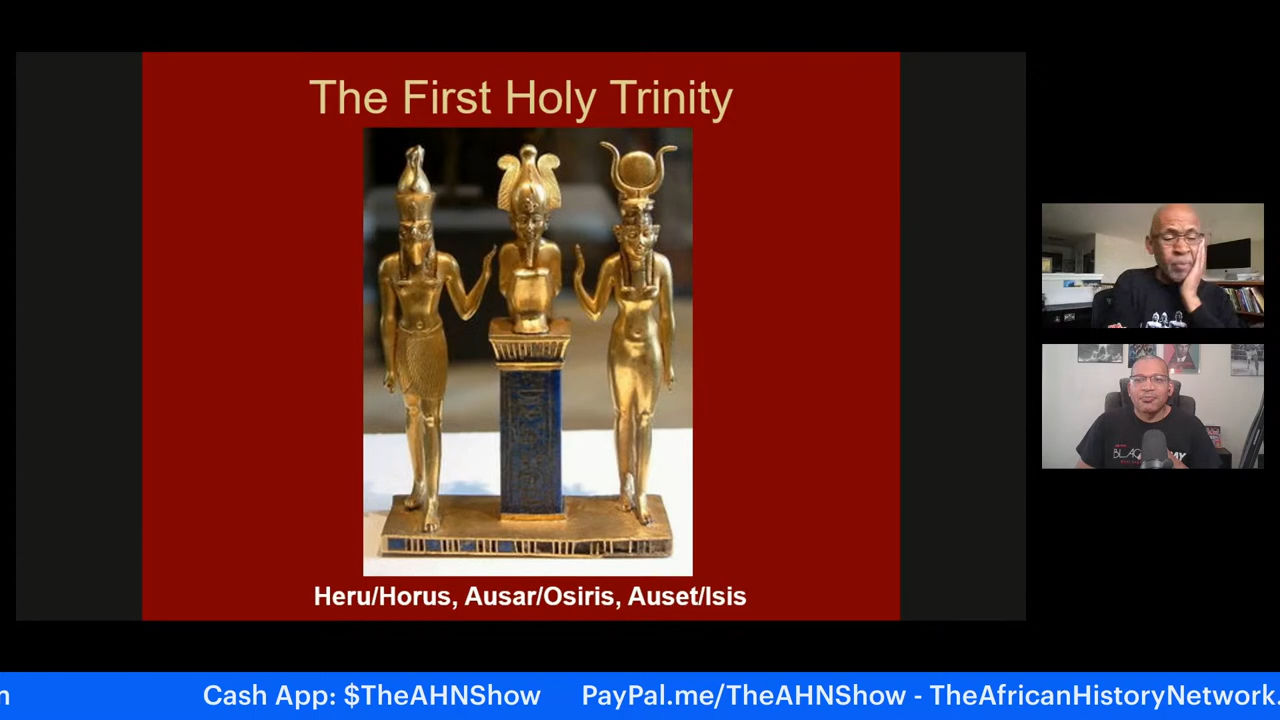 The First Holy Trinity
Heru/Horus, Ausar/Osiris, Auset/Isis
Cash App: $TheAHNShow PayPal.me/TheAHNShow - TheAfricanHistoryNetwork.